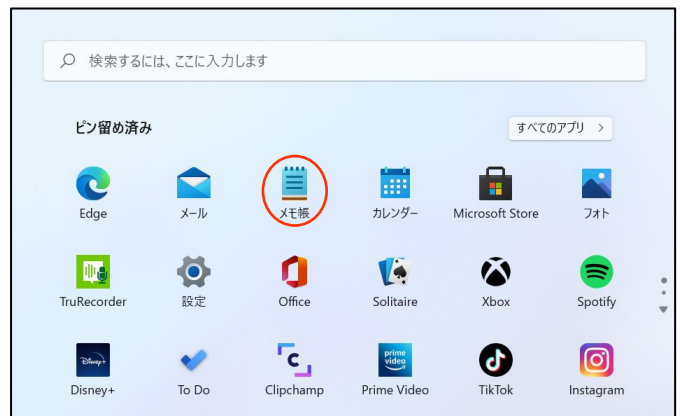 検索するには、ここに入力します
ピン留め済み
すべてのアプリ >
Edge
メール
メモ帳
カレンダー
Microsoft Store
フォト
TruRecorder
設定
Office
Solitaire
Xbox
Spotify
Disney+
prime video
Disney+
To Do
Clipchamp
Prime Video
TikTok
Instagram